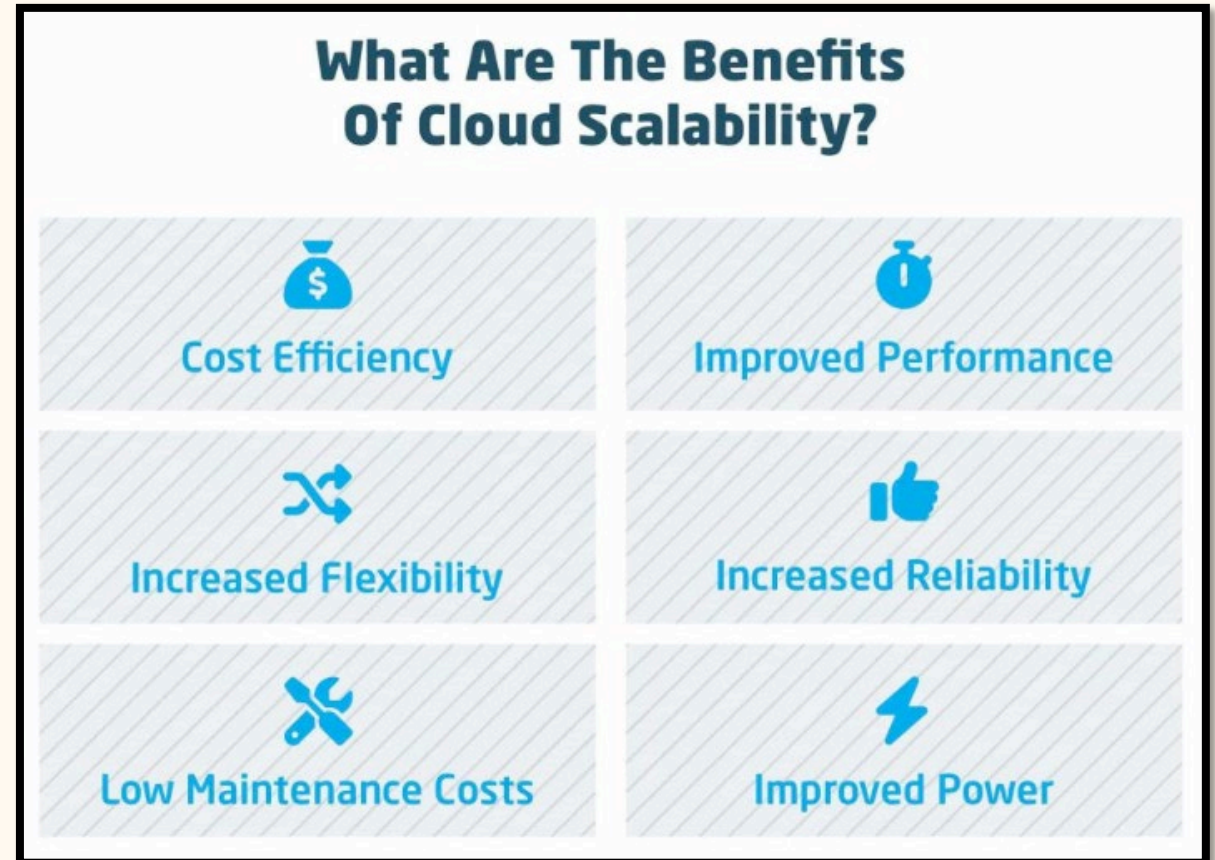 What Are The Benefits
Of Cloud Scalability?
$
Cost Efficiency
Improved Performance
Increased Flexibility
Increased Reliability
Low Maintenance Costs
Improved Power